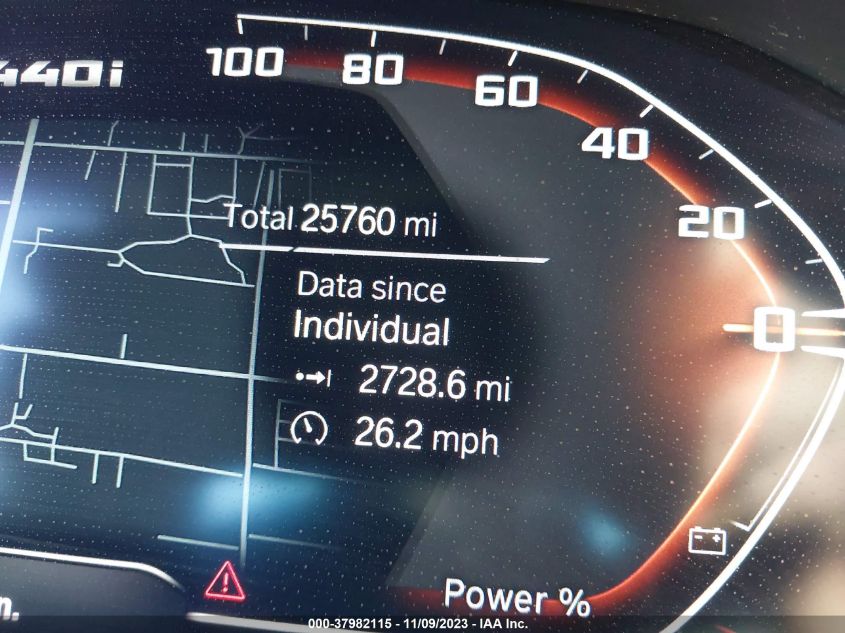 440i
100 80 60 40 20 0
Total 25760 mi
Data since
Individual
2728.6 mi
26.2 mph
Power %
000-37982115 - 11/09/2023 - IAA Inc.